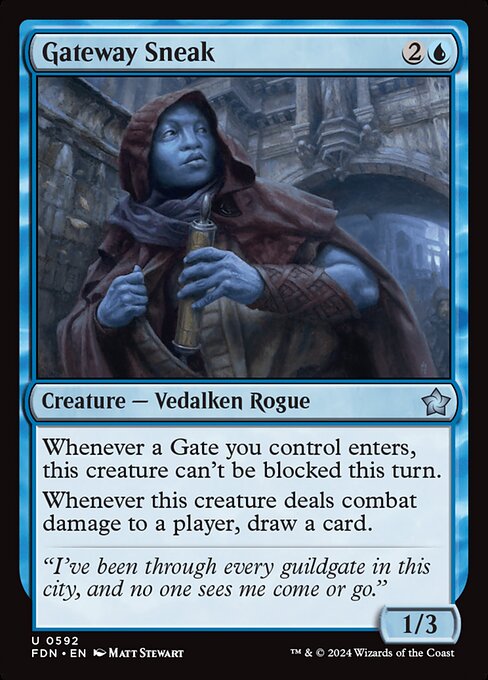 Gateway Sneak 2
Creature — Vedalken Rogue
Whenever a Gate you control enters,
this creature can't be blocked this turn.
Whenever this creature deals combat
damage to a player, draw a card.
“I've been through every guildgate in this
city, and no one sees me come or go.”
1/3
U 0592
FDN • EN Matt Stewart
™ & © 2024 Wizards of the Coast